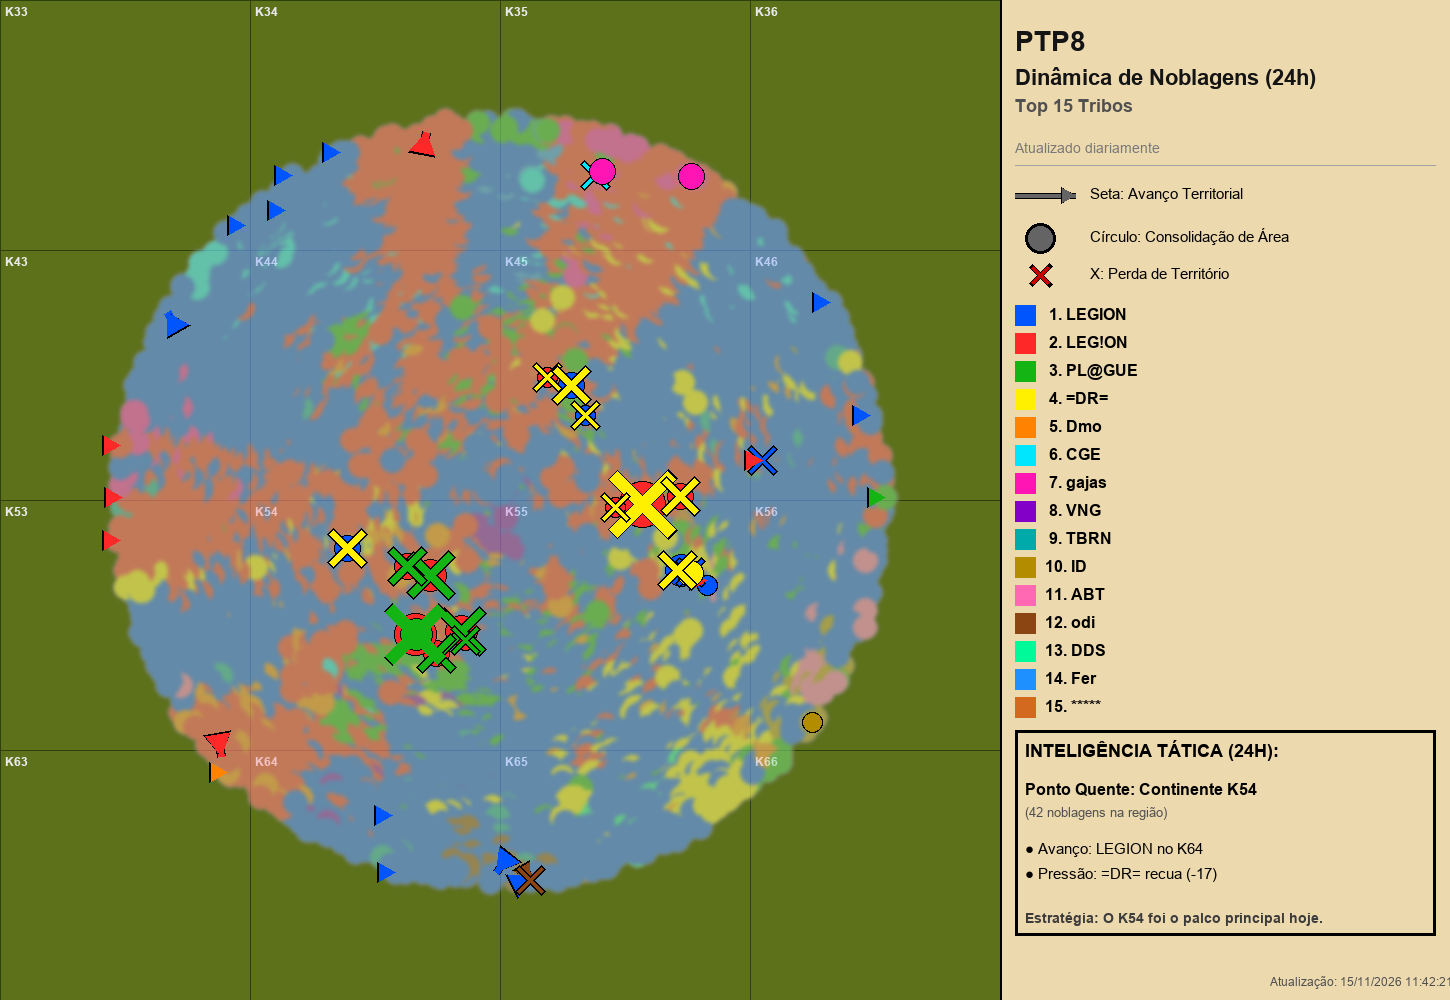 K33
K34
K35
K36
K43
K44
K45
K46
K53
K54
K55
K56
K63
K64
K65
K66
PTP8
Dinâmica de Noblagens (24h)
Top 15 Tribos
Atualizado diariamente
Seta: Avanço Territorial
Círculo: Consolidação de Área
X: Perda de Território
1. LEGION
2. LEG!ON
3. PL@GUE
4. =DR=
5. Dmo
6. CGE
7. gajas
8. VNG
9. TBRN
10. ID
11. ABT
12. odi
13. DDS
14. Fer
15. *****
INTELIGÊNCIA TÁTICA (24H):
Ponto Quente: Continente K54
(42 noblagens na região)
● Avanço: LEGION no K64
● Pressão: =DR= recua (-17)
Estratégia: O K54 foi o palco principal hoje.
Atualização: 15/11/2026 11:42:21